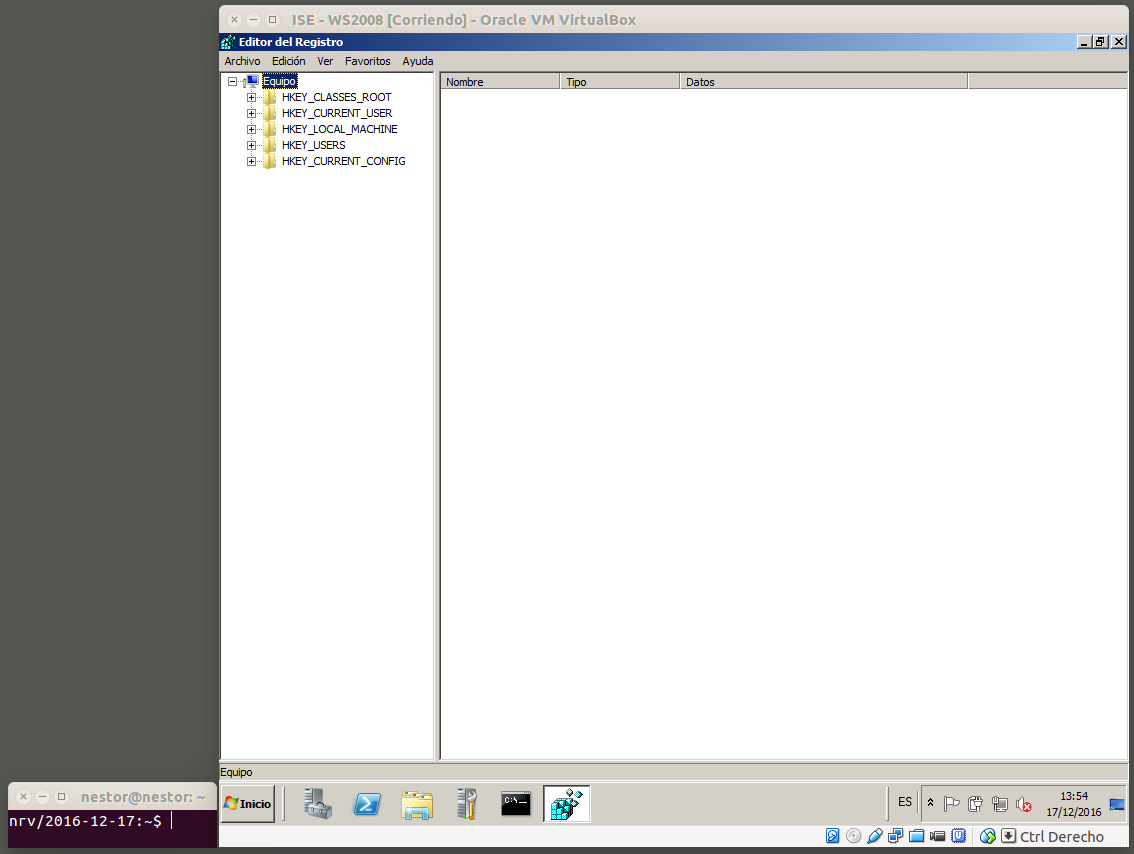 ISE - WS2008 [Corriendo] - Oracle VM VirtualBox
Editor del Registro
Archivo Edición Ver Favoritos Ayuda
Equipo
HKEY_CLASSES_ROOT
HKEY_CURRENT_USER
HKEY_LOCAL_MACHINE
HKEY_USERS
HKEY_CURRENT_CONFIG
Nombre Tipo Datos
Equipo
nestor@nestor: ~
nrv/2016-12-17:~$
Inicio
C:\
ES
13:54
17/12/2016
Ctrl Derecho